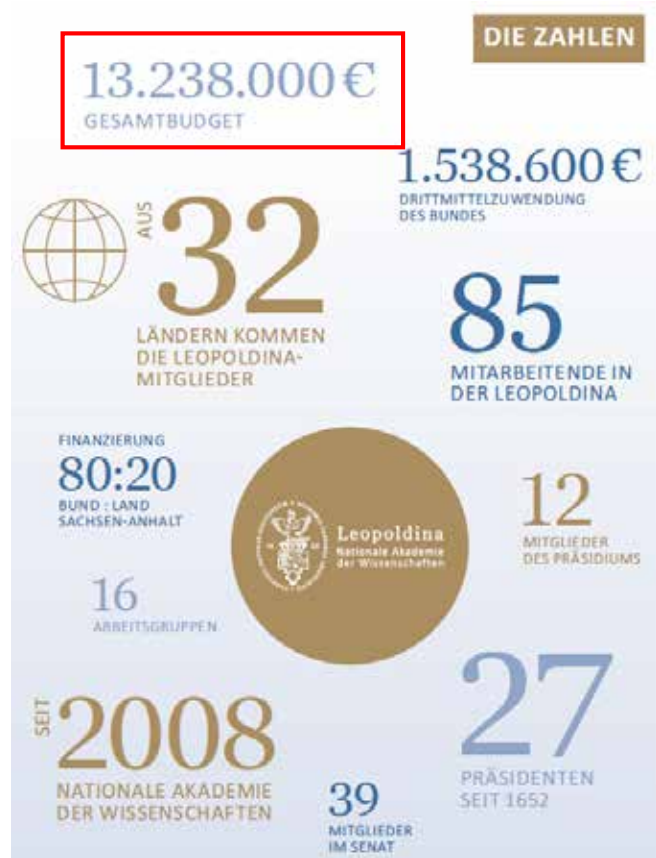 DIE ZAHLEN
13.238.000 €
GESAMTBUDGET
1.538.600 €
DRITTMITTELZUWENDUNG
DES BUNDES
AUS
32
LÄNDERN KOMMEN
DIE LEOPOLDINA-
MITGLIEDER
85
MITARBEITENDE IN
DER LEOPOLDINA
FINANZIERUNG
80:20
BUND : LAND
SACHSEN-ANHALT
Leopoldina
Nationale Akademie
der Wissenschaften
12
MITGLIEDER
DES PRÄSIDIUMS
16
ARBEITSGRUPPEN
27
PRÄSIDENTEN
SEIT 1652
SEIT
2008
NATIONALE AKADEMIE
DER WISSENSCHAFTEN
39
MITGLIEDER
IM SENAT